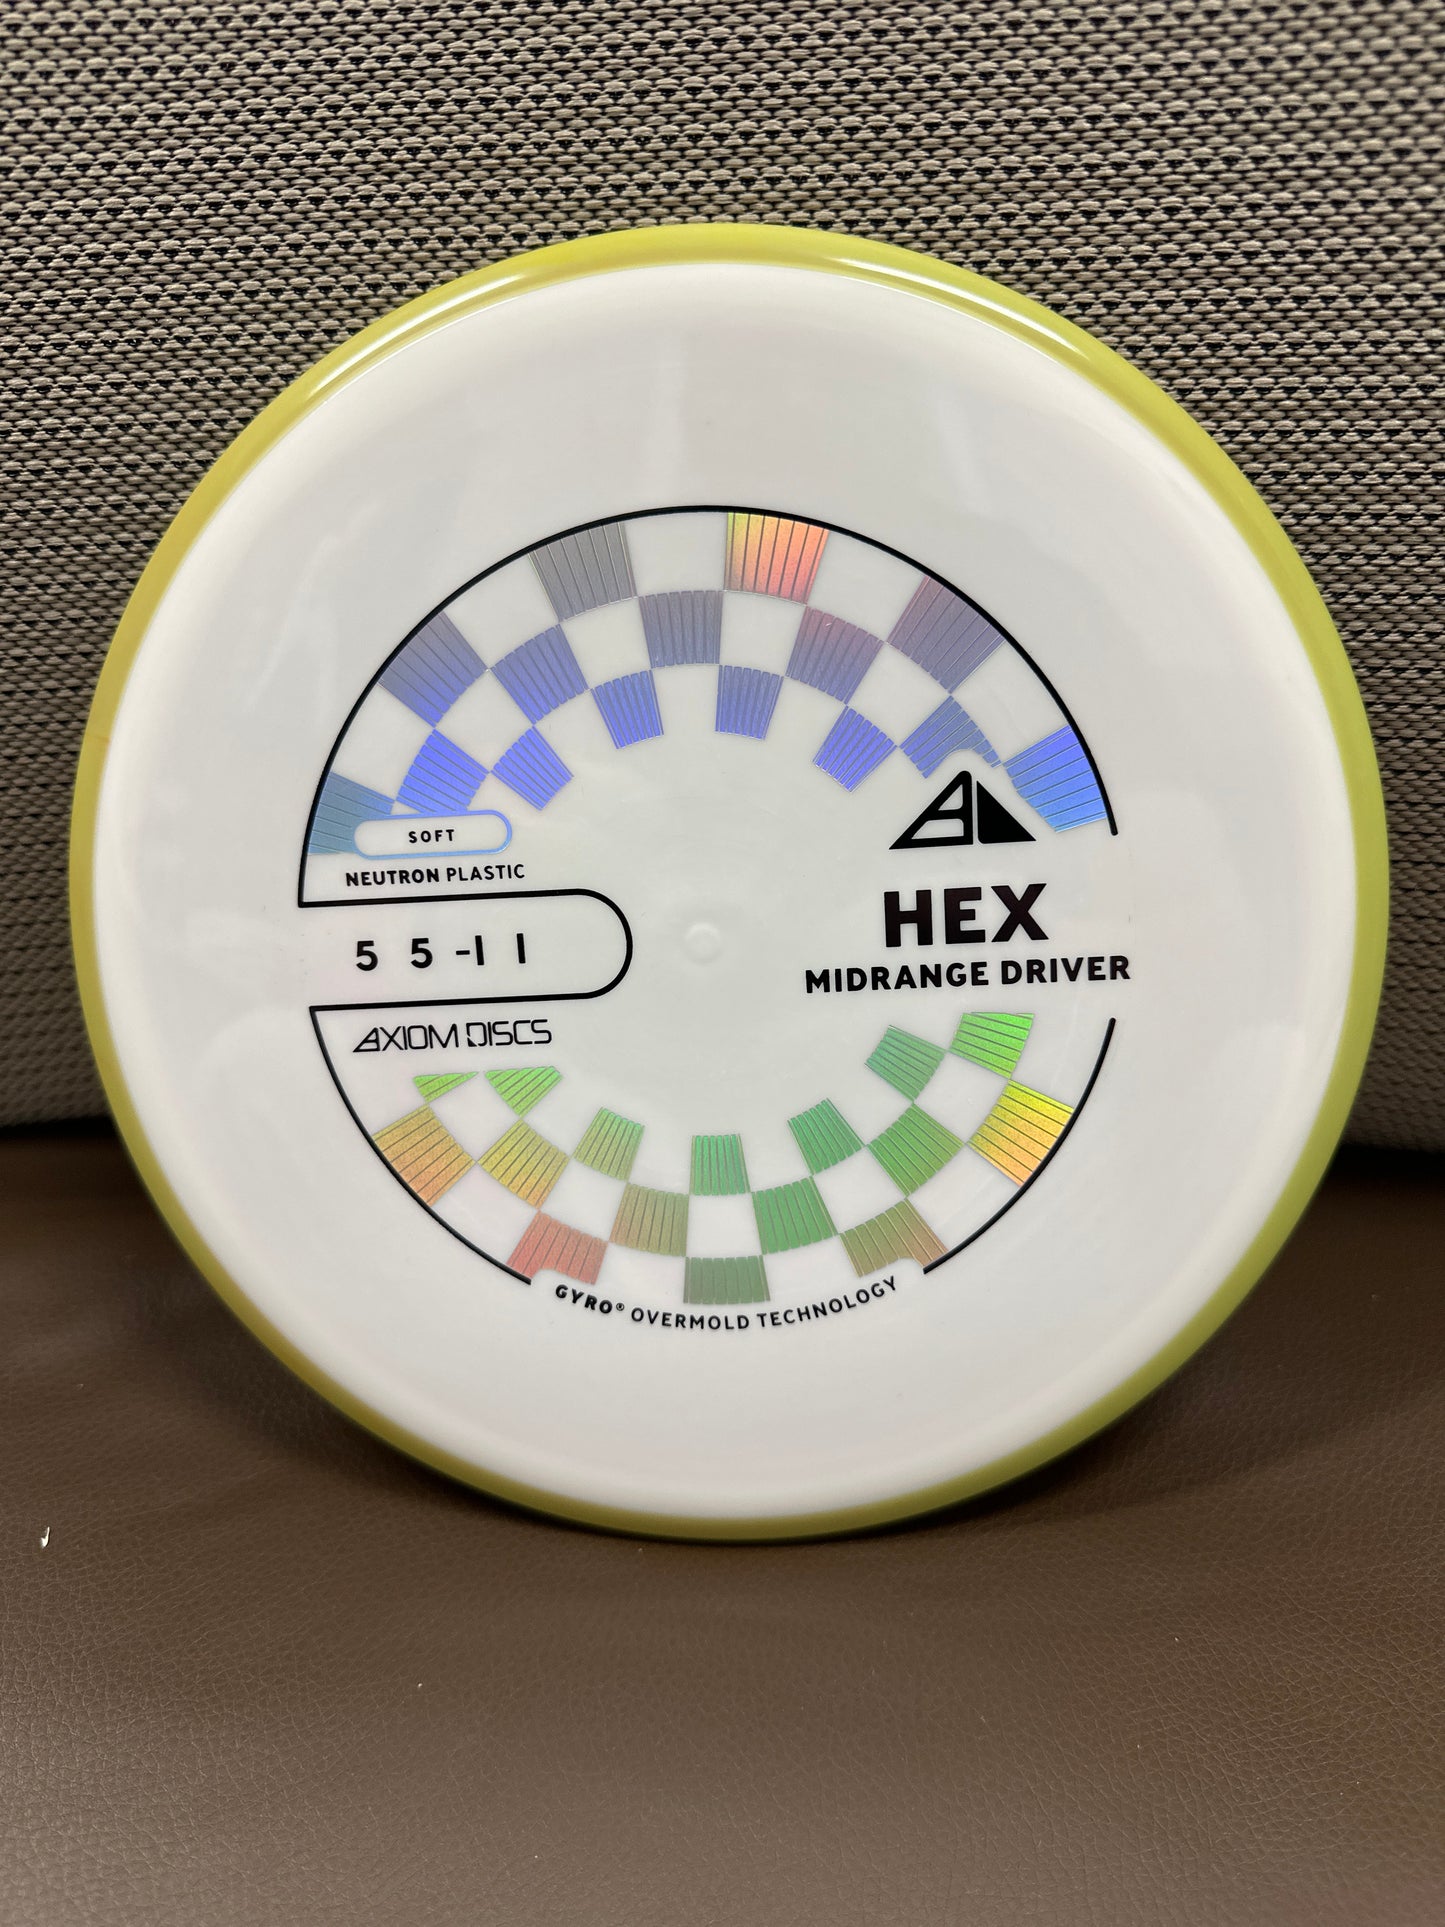 SOFT
NEUTRON PLASTIC
5 5 -1 1
AXIOM DISCS
HEX
MIDRANGE DRIVER
GYRO® OVERMOLD TECHNOLOGY